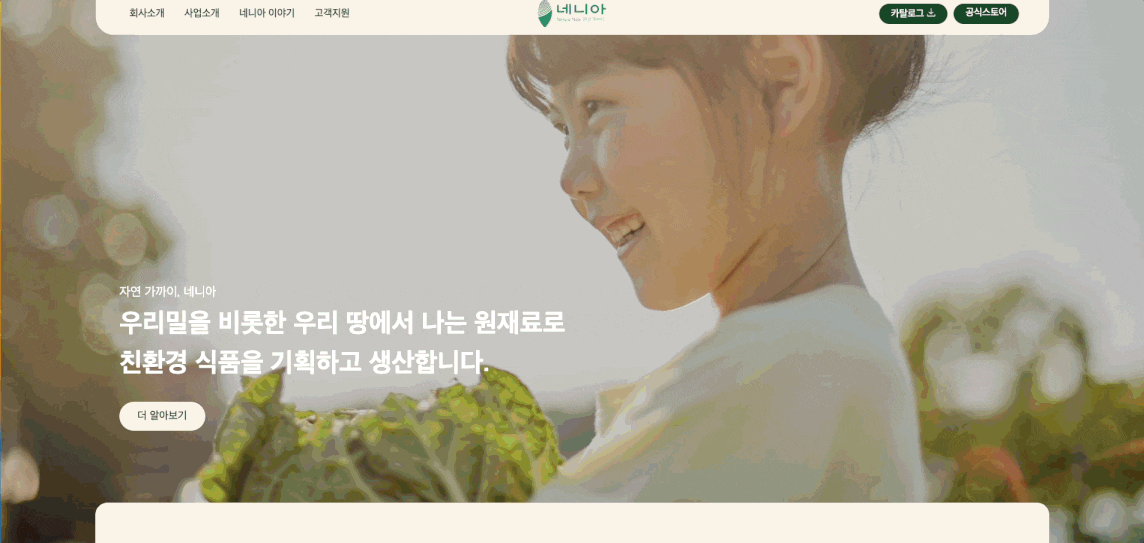 회사소개 사업소개 네니아 이야기 고객지원
네니아
카탈로그 공식스토어
자연 가까이, 네니아
우리밀을 비롯한 우리 땅에서 나는 원재료로
친환경 식품을 기획하고 생산합니다.
더 알아보기